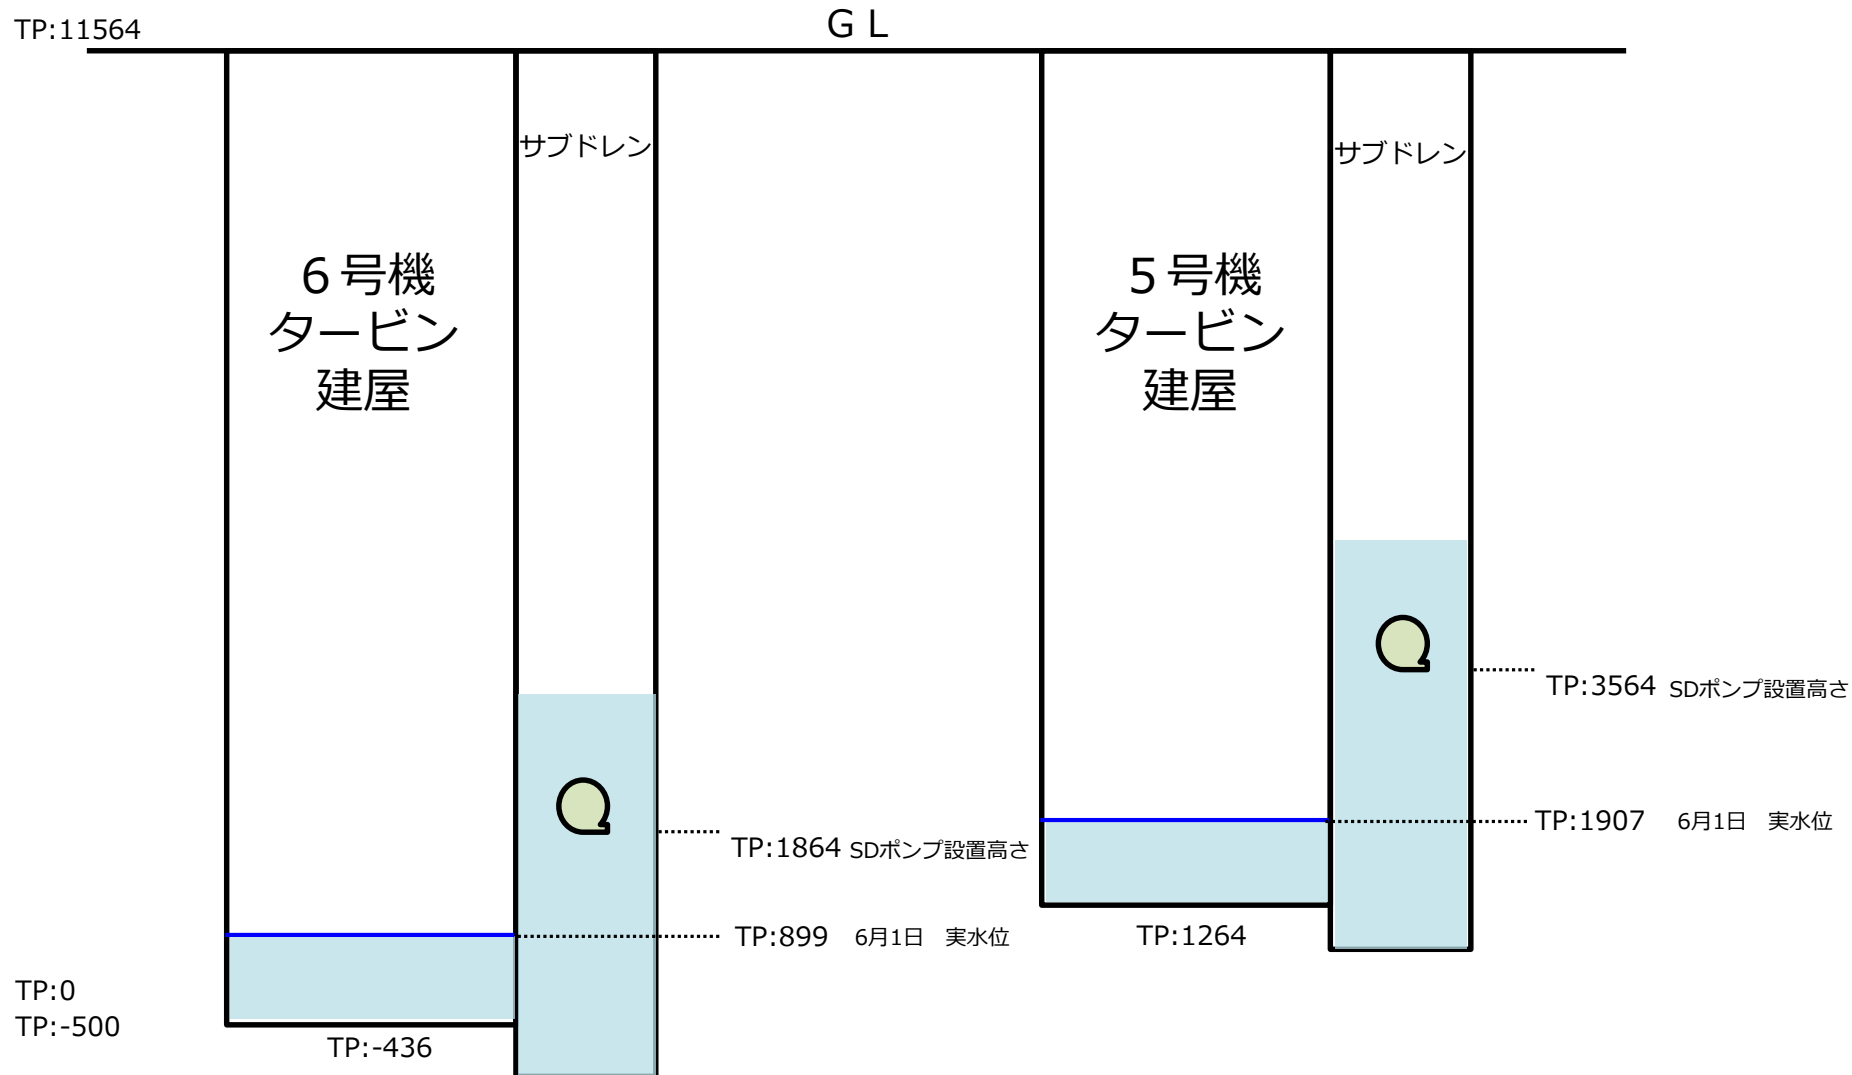 TP:11564
ＧＬ
サブドレン
サブドレン
６号機
タービン
建屋
５号機
タービン
建屋
TP:3564 SDポンプ設置高さ
TP:1907　6月1日　実水位
TP:1864 SDポンプ設置高さ
TP:899　6月1日　実水位
TP:1264
TP:0
TP:-500
TP:-436